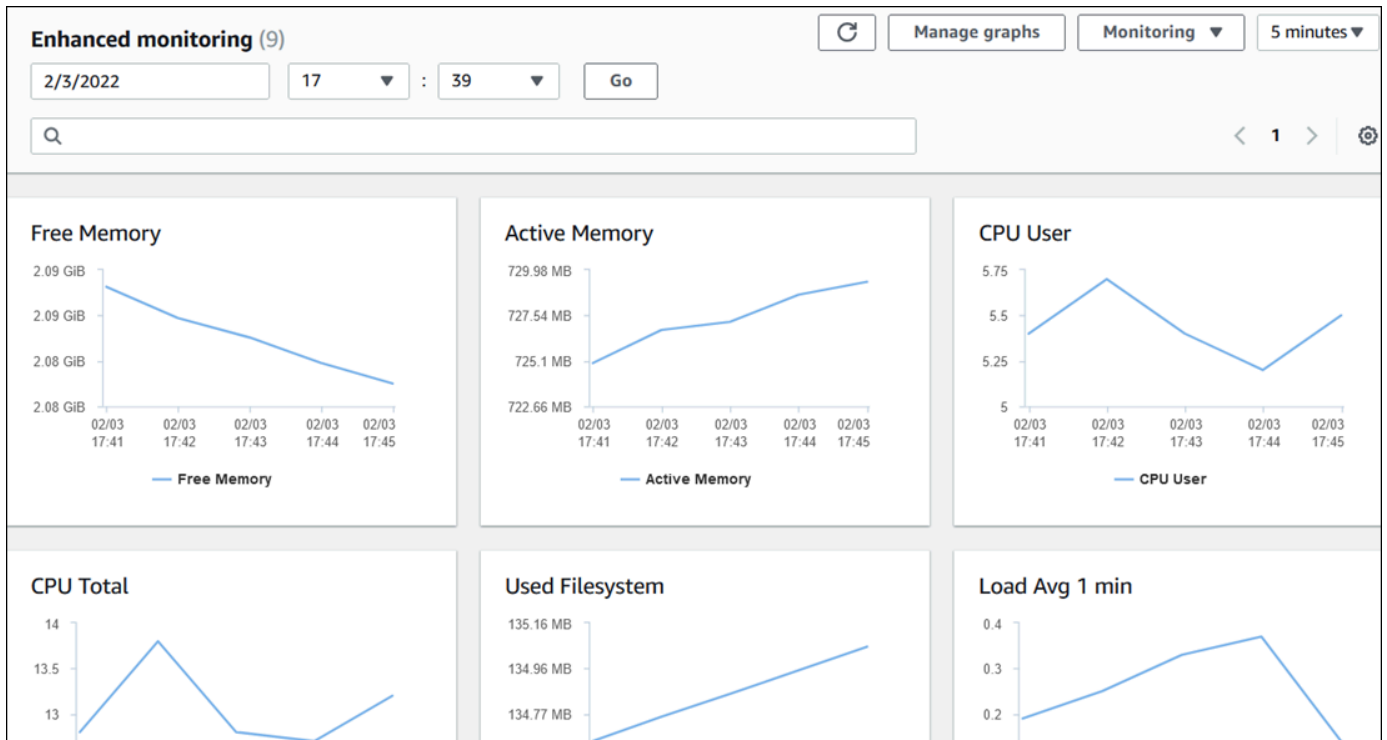 Enhanced monitoring (9)
Manage graphs
Monitoring
5 minutes
2/3/2022
17 : 39
Go
1
Free Memory
2.09 GiB
2.09 GiB
2.08 GiB
2.08 GiB
02/03 02/03 02/03 02/03 02/03
17:41 17:42 17:43 17:44 17:45
Free Memory
Active Memory
729.98 MB
727.54 MB
725.1 MB
722.66 MB
02/03 02/03 02/03 02/03 02/03
17:41 17:42 17:43 17:44 17:45
Active Memory
CPU User
5.75
5.5
5.25
5
02/03 02/03 02/03 02/03 02/03
17:41 17:42 17:43 17:44 17:45
CPU User
CPU Total
14
13.5
13
Used Filesystem
135.16 MB
134.96 MB
134.77 MB
Load Avg 1 min
0.4
0.3
0.2